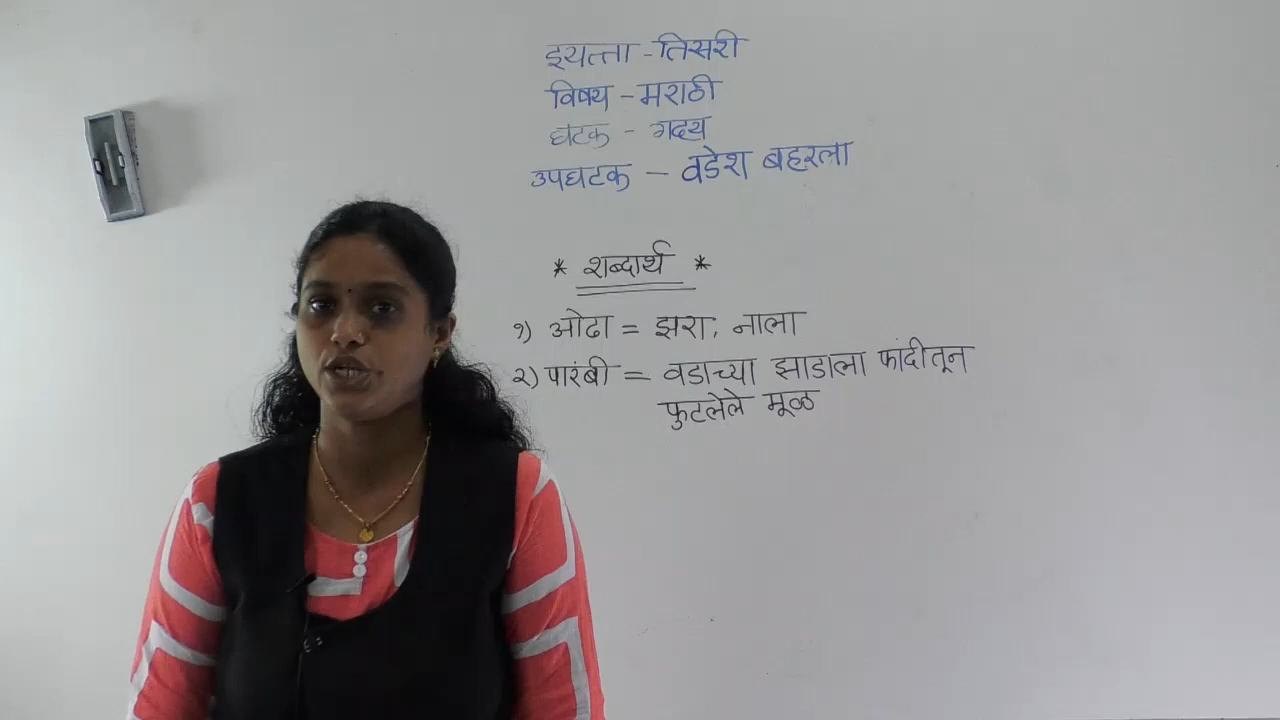 इयत्ता - तिसरी
विषय - मराठी
घटक - गद्य
उपघटक - वडेश बहरला
* शब्दार्थ *
१) ओढा = झरा, नाला
२) पारंबी = वडाच्या झाडाला फांदीतून
फुटलेले मूळ